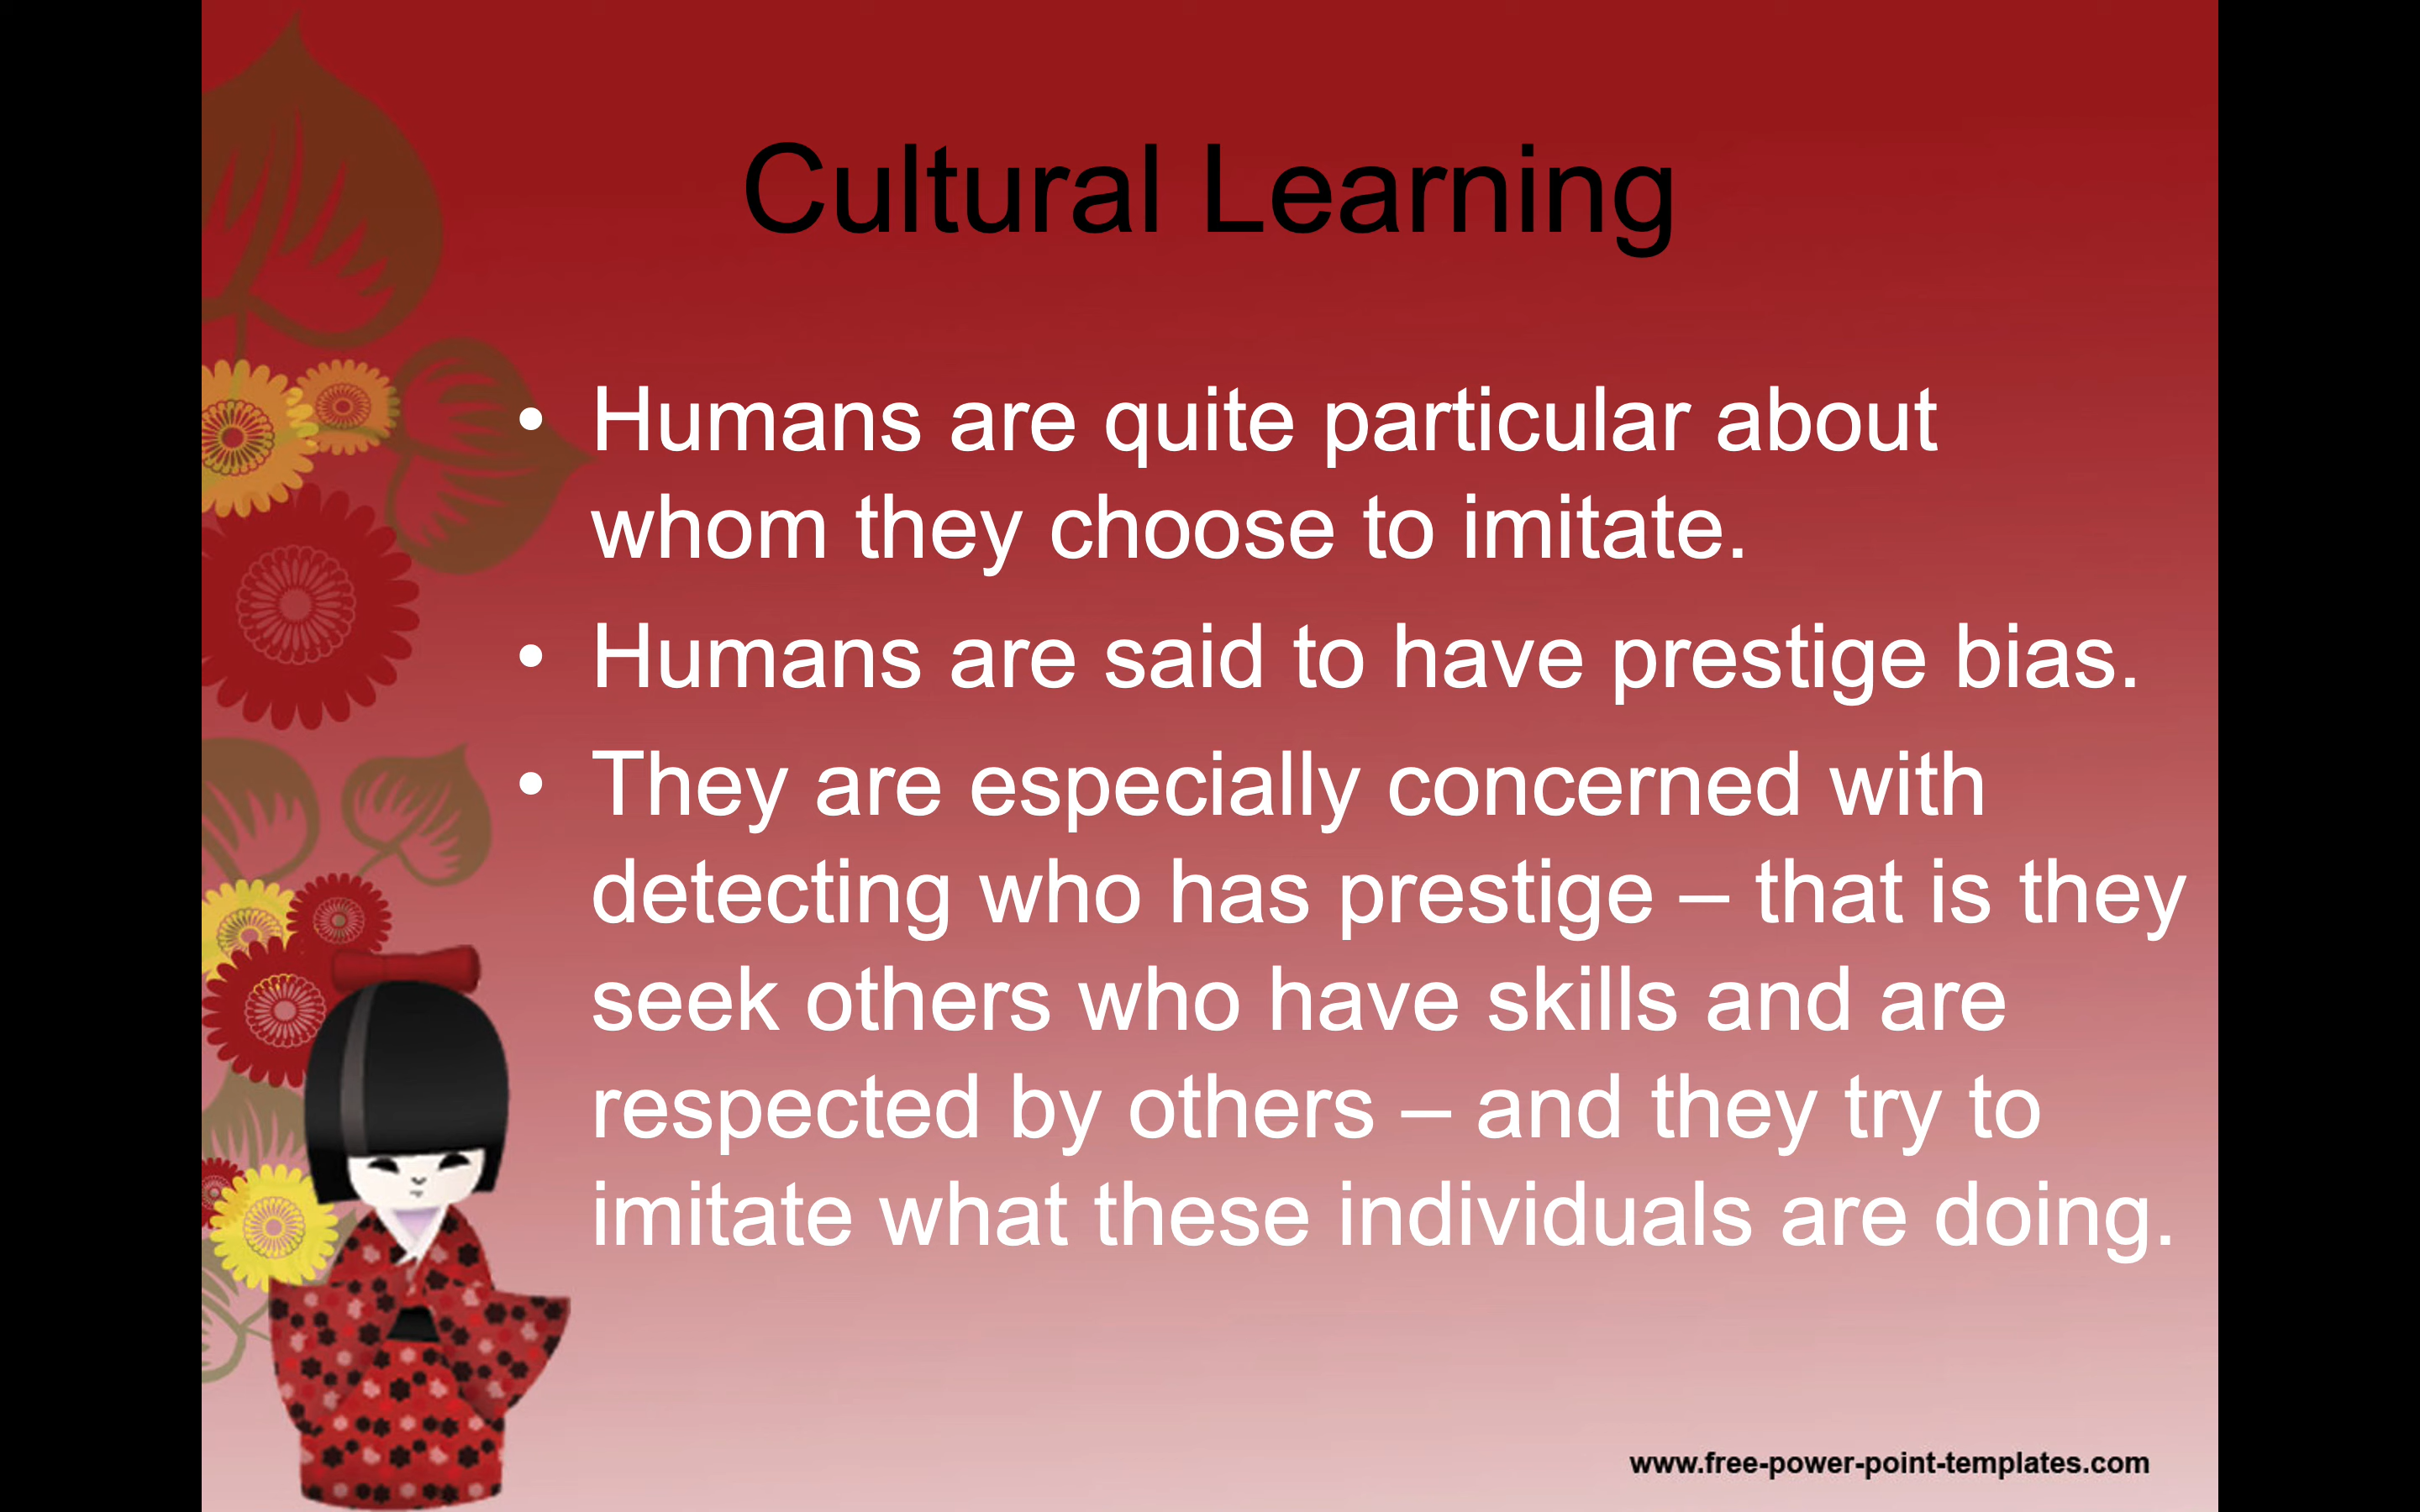 Cultural Learning
• Humans are quite particular about
whom they choose to imitate.
• Humans are said to have prestige bias.
• They are especially concerned with
detecting who has prestige – that is they
seek others who have skills and are
respected by others – and they try to
imitate what these individuals are doing.
www.free-power-point-templates.com